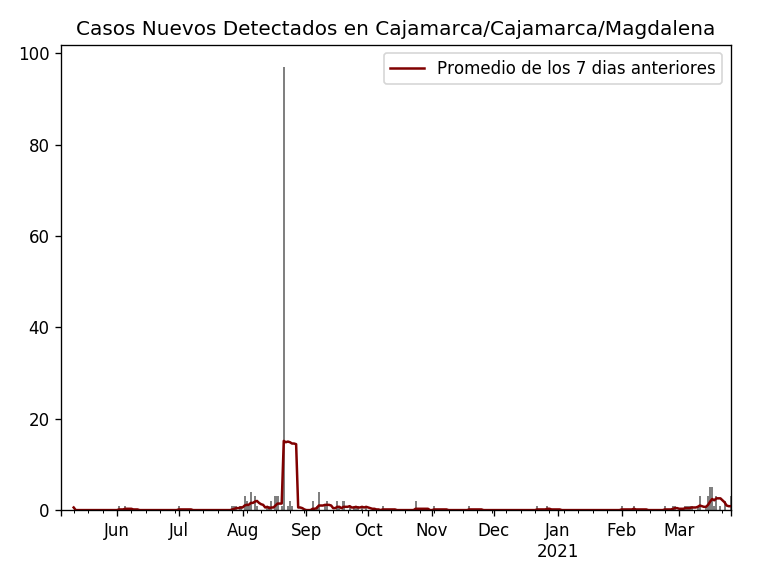 Casos Nuevos Detectados en Cajamarca/Cajamarca/Magdalena
Promedio de los 7 dias anteriores
100
80
60
40
20
0
Jun Jul Aug Sep Oct Nov Dec Jan Feb Mar
2021